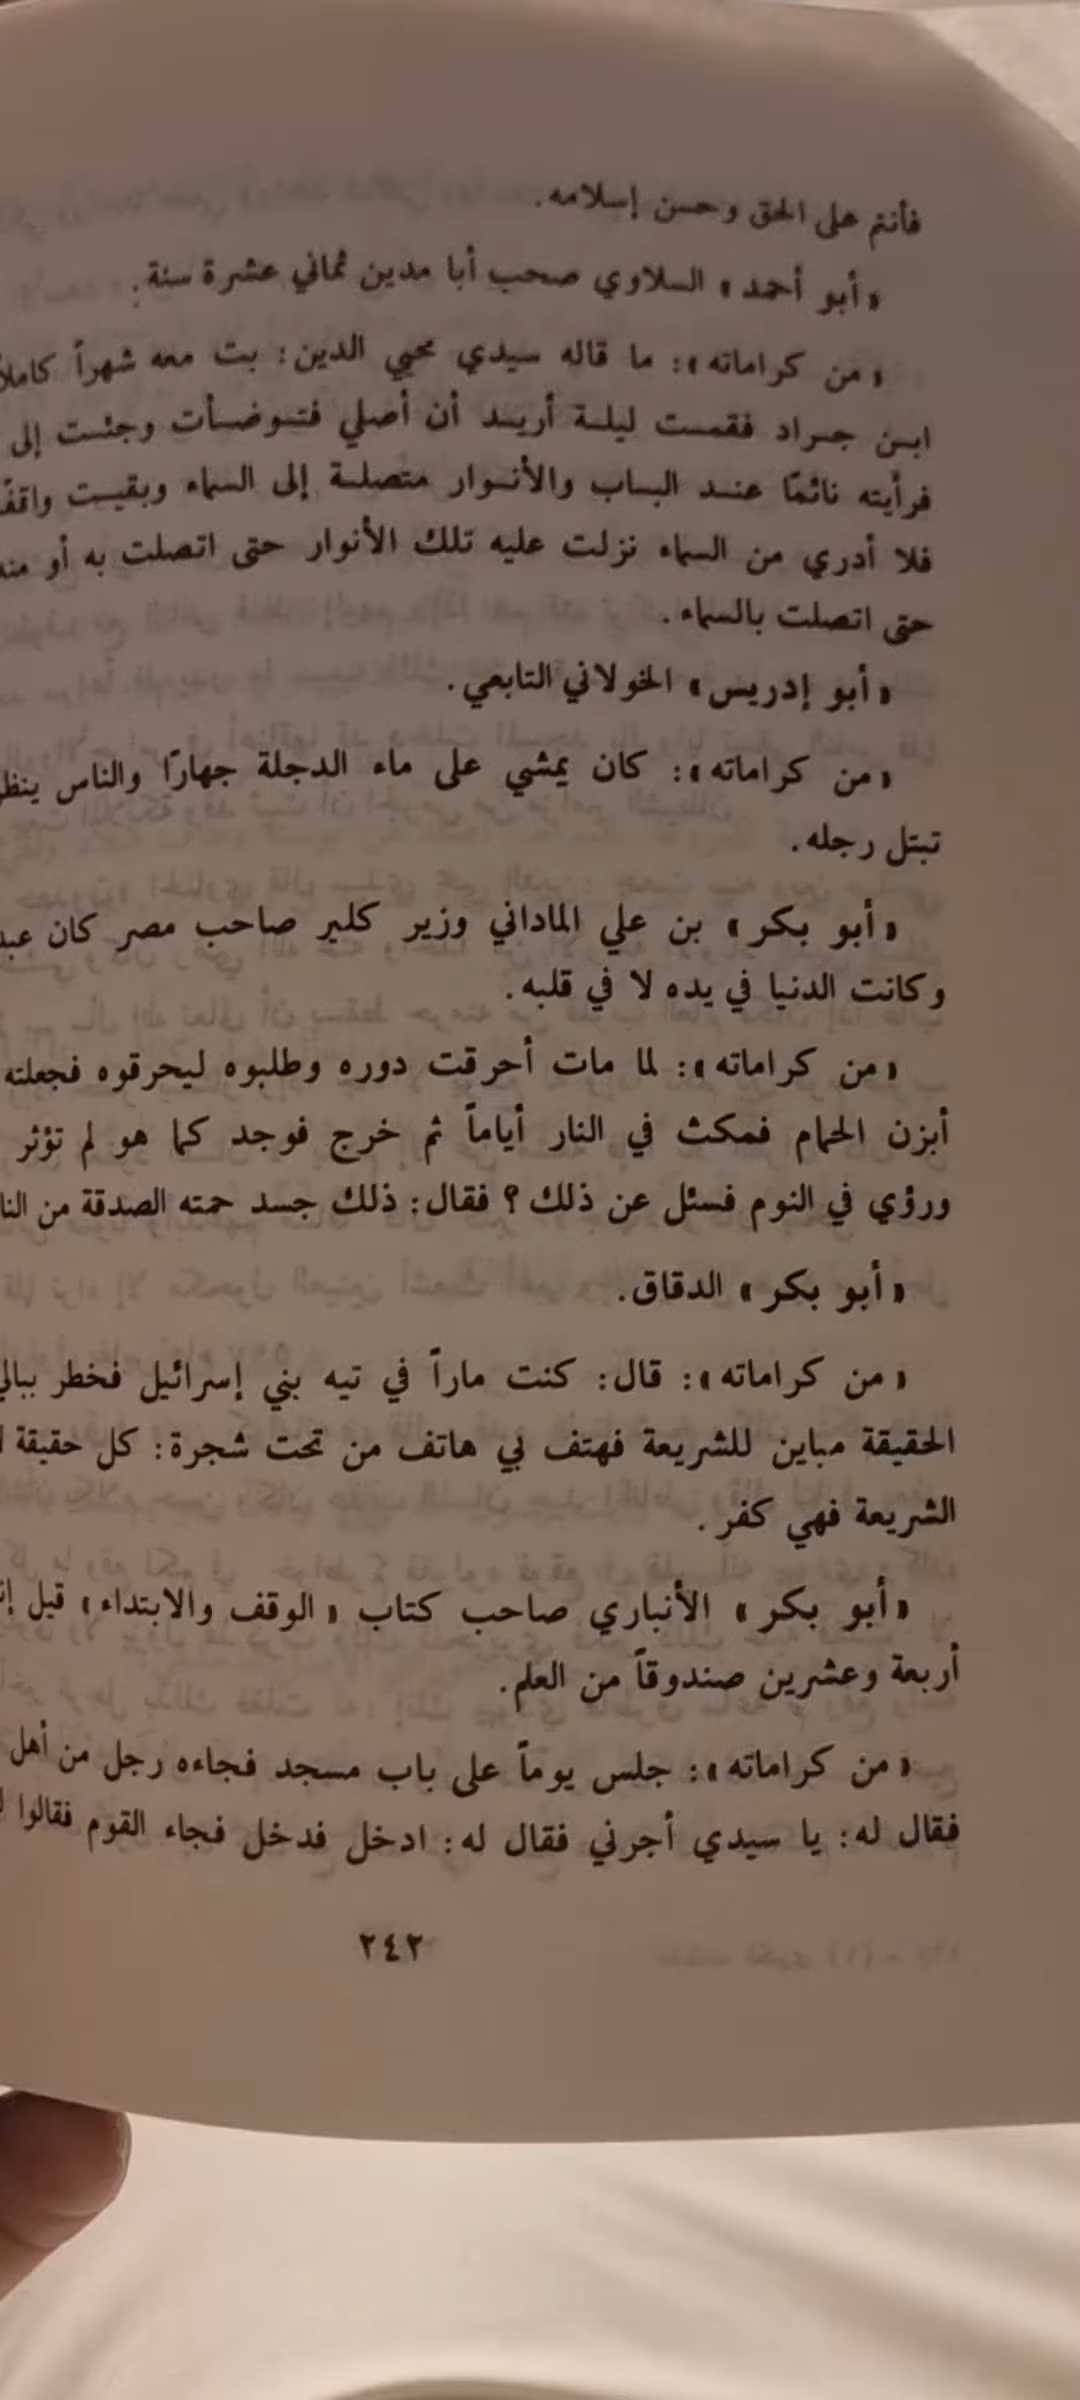 فأنتم على الحق وحسن إسلامه.
«أبو أحمد» السلاوي صحب أبا مدين ثماني عشرة سنة.
«من كراماته»: ما قاله سيدي محيي الدين: بت معه شهراً كاملاً
ابن جراد فقمت ليلة أريد أن أصلي فتوضأت وجئت إلى
فرأيته نائمًا عند الباب والأنوار متصلة إلى السماء وبقيت
فلا أدري من السماء نزلت عليه تلك الأنوار حتى اتصلت به أو
حتى اتصلت بالسماء.
«أبو إدريس» الخولاني التابعي.
«من كراماته»: كان يمشي على ماء الدجلة جهارًا والناس
تبتل رجله.
«أبو بكر» بن علي الماداني وزير كلير صاحب مصر كان
وكانت الدنيا في يده لا في قلبه.
«من كراماته»: لما مات أحرقت دوره وطلبوه ليحرقوه فجعلته
أبزن الحمام فمكث في النار أياماً ثم خرج فوجد كما هو لم تؤثر
ورؤي في النوم فسئل عن ذلك؟ فقال: ذلك جسد حمته الصدقة من
«أبو بكر» الدقاق.
«من كراماته»: قال: كنت ماراً في تيه بني إسرائيل فخطر
الحقيقة مباين للشريعة فهتف بي هاتف من تحت شجرة: كل حقيقة
الشريعة فهي كفر.
«أبو بكر» الأنباري صاحب كتاب «الوقف والابتداء» قيل
أربعة وعشرين صندوقاً من العلم.
«من كراماته»: جلس يوماً على باب مسجد فجاءه رجل من أهل
فقال له: يا سيدي أجرني فقال له: ادخل فدخل فجاء القوم فقالوا
٢٤٢